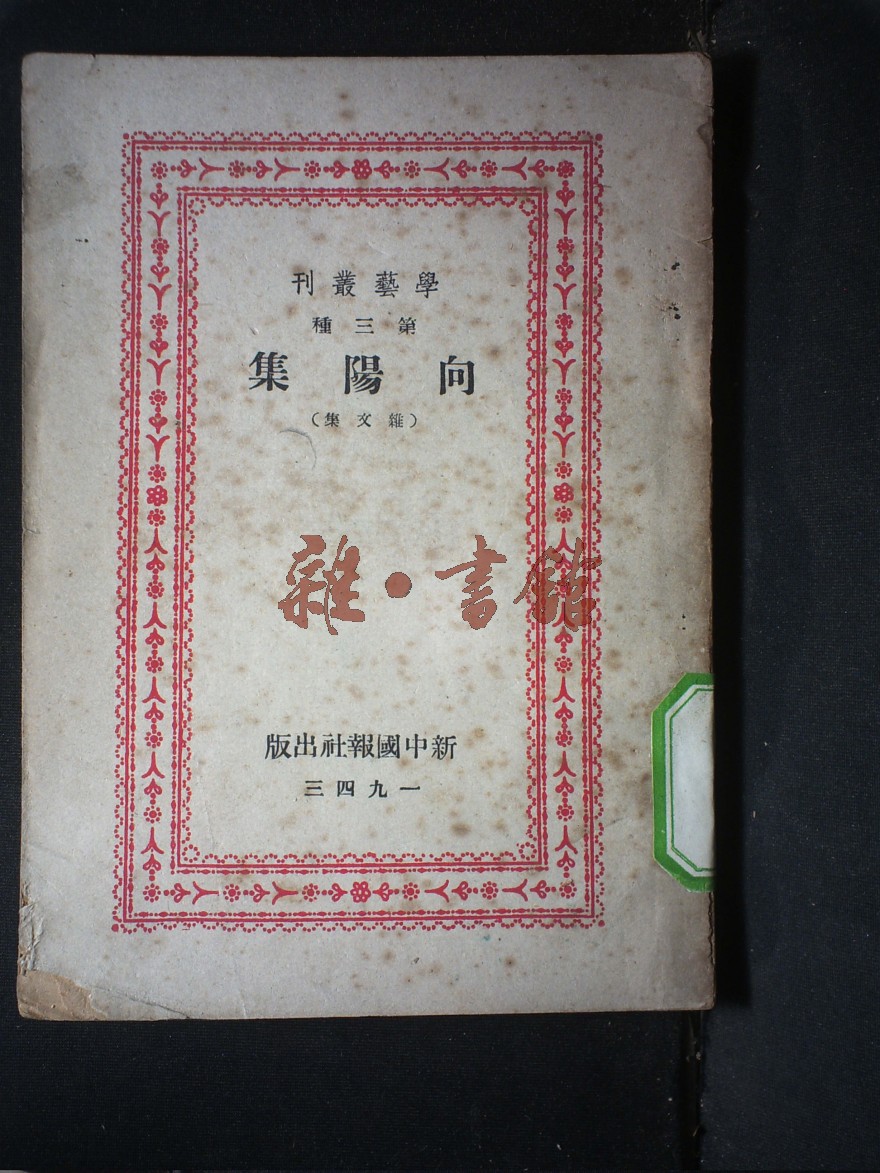 學藝叢刊
第三種
向陽集
（雜文集）
雜·書館
新中國報社出版
一九四三